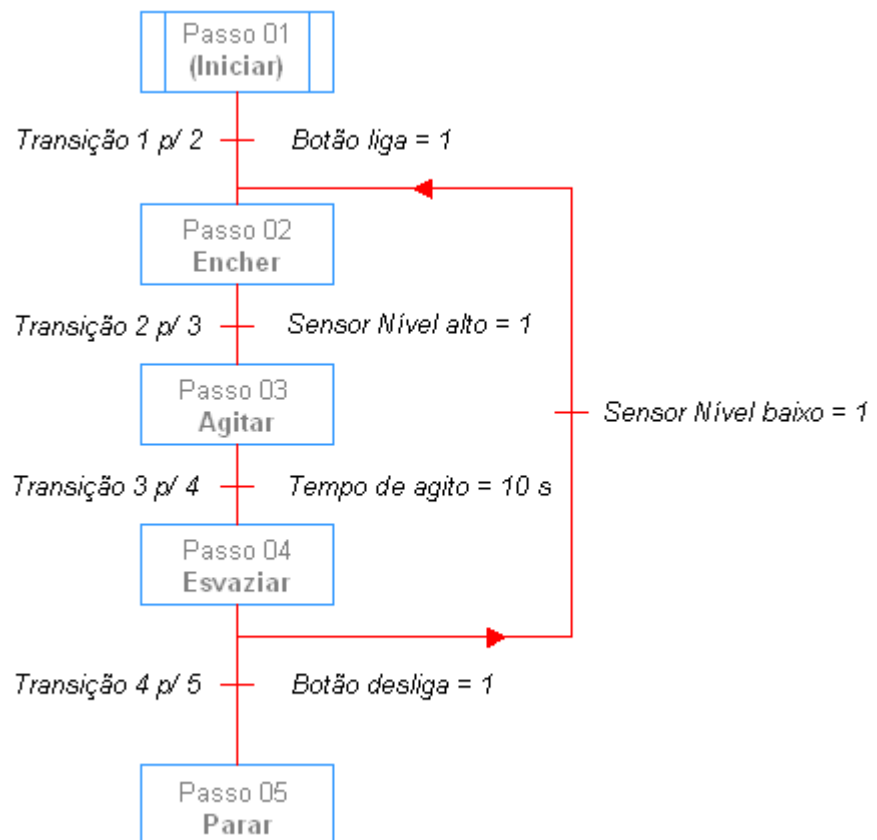 Passo 01
(Iniciar)
Transição 1 p/ 2
Botão liga = 1
Passo 02
Encher
Transição 2 p/ 3
Sensor Nível alto = 1
Passo 03
Agitar
Sensor Nível baixo = 1
Transição 3 p/ 4
Tempo de agito = 10 s
Passo 04
Esvaziar
Transição 4 p/ 5
Botão desliga = 1
Passo 05
Parar